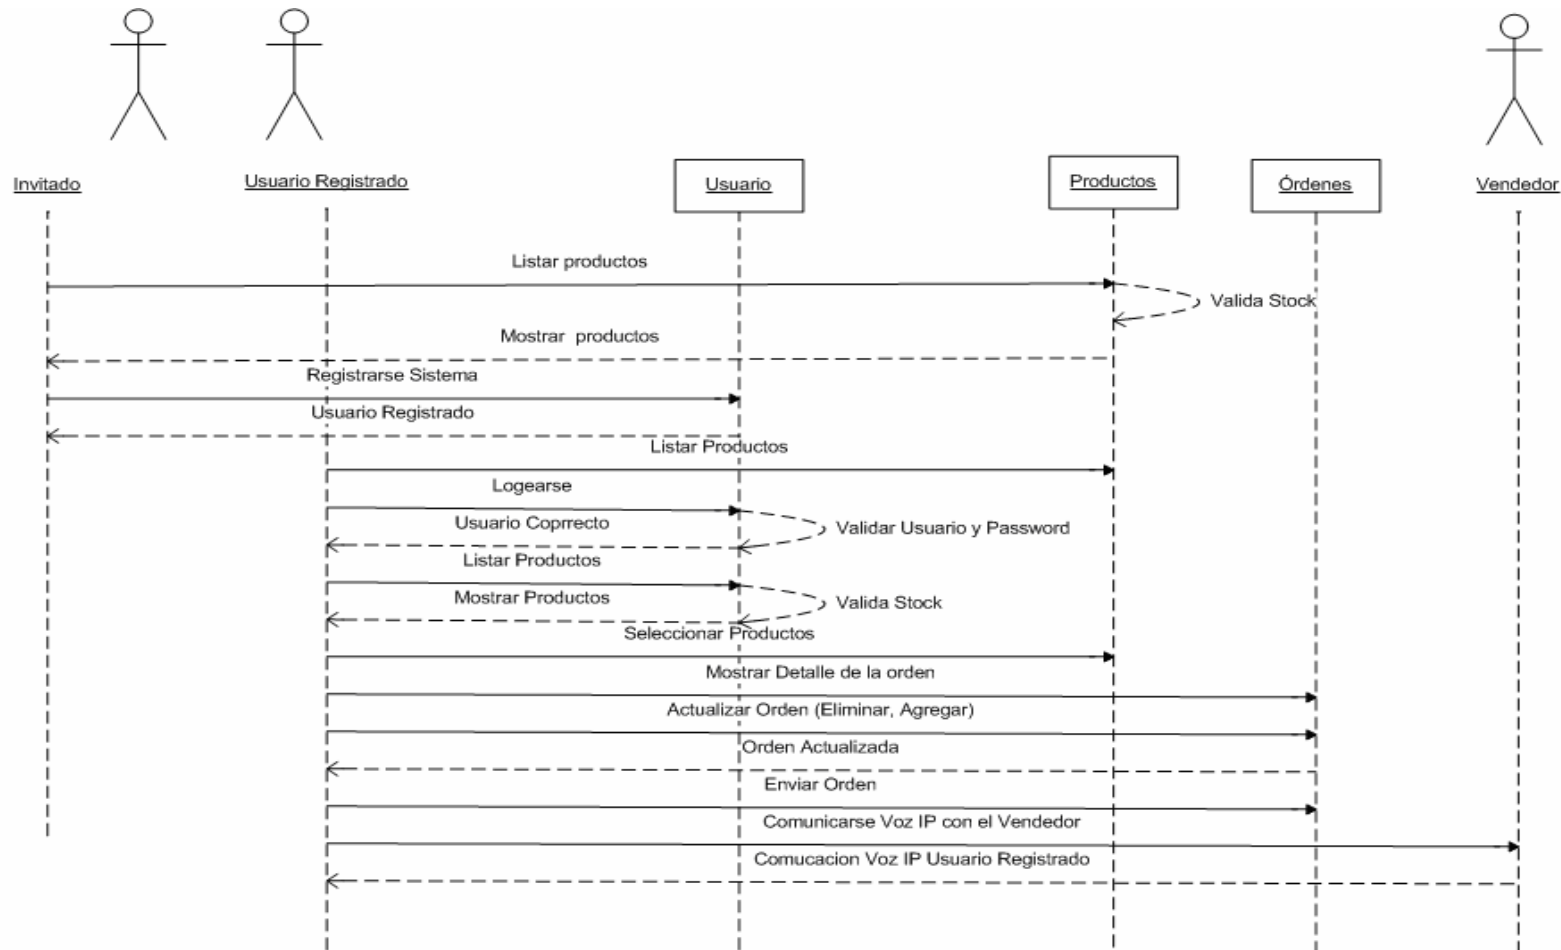 Invitado
Usuario Registrado
Usuario
Productos
Órdenes
Vendedor
Listar productos
Valida Stock
Mostrar productos
Registrarse Sistema
Usuario Registrado
Listar Productos
Logearse
Usuario Coprrecto
Validar Usuario y Password
Listar Productos
Mostrar Productos
Valida Stock
Seleccionar Productos
Mostrar Detalle de la orden
Actualizar Orden (Eliminar, Agregar)
Orden Actualizada
Enviar Orden
Comunicarse Voz IP con el Vendedor
Comucacion Voz IP Usuario Registrado